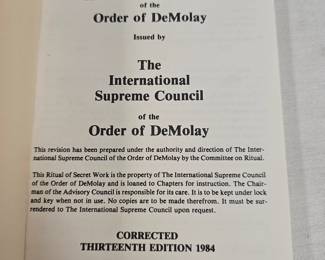 of the
Order of DeMolay
Issued by
The
International
Supreme Council
of the
Order of DeMolay
This revision has been prepared under the authority and direction of The Inter-
national Supreme Council of the Order of DeMolay by the Committee on Ritual.
This Ritual of Secret Work is the property of The International Supreme Council
of the Order of DeMolay and is loaned to Chapters for instruction. The Chair-
man of the Advisory Council is responsible for its care. It is to be kept under lock
and key when not in use. No copies are to be made therefrom. It must be sur-
rendered to The International Supreme Council upon request.
CORRECTED
THIRTEENTH EDITION 1984